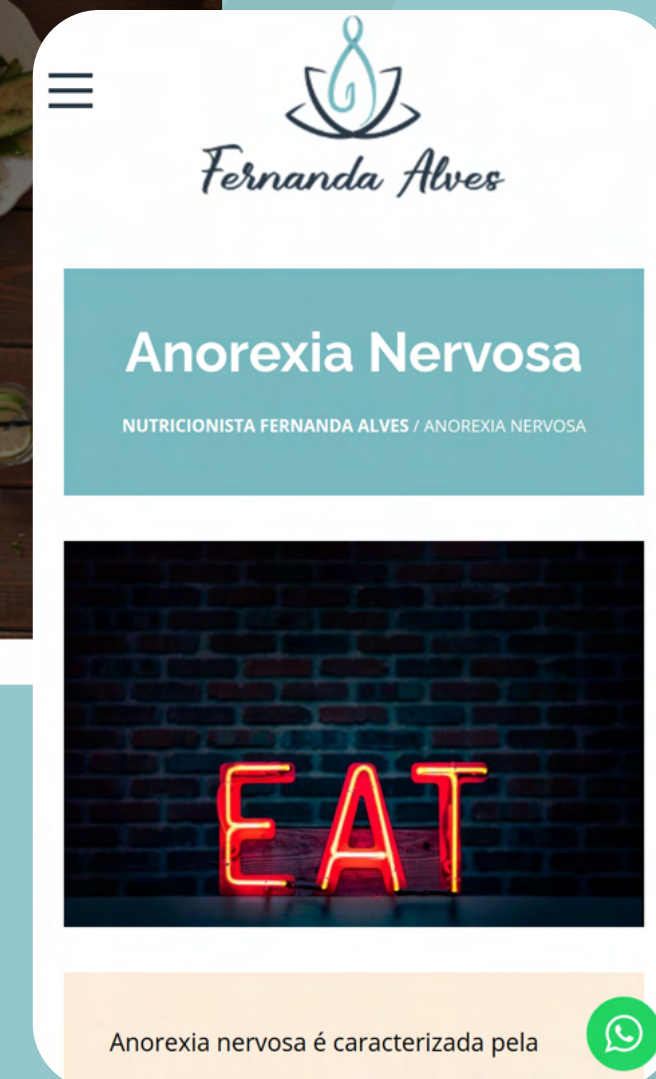 Fernanda Alves
Anorexia Nervosa
NUTRICIONISTA FERNANDA ALVES / ANOREXIA NERVOSA
EAT
Anorexia nervosa é caracterizada pela